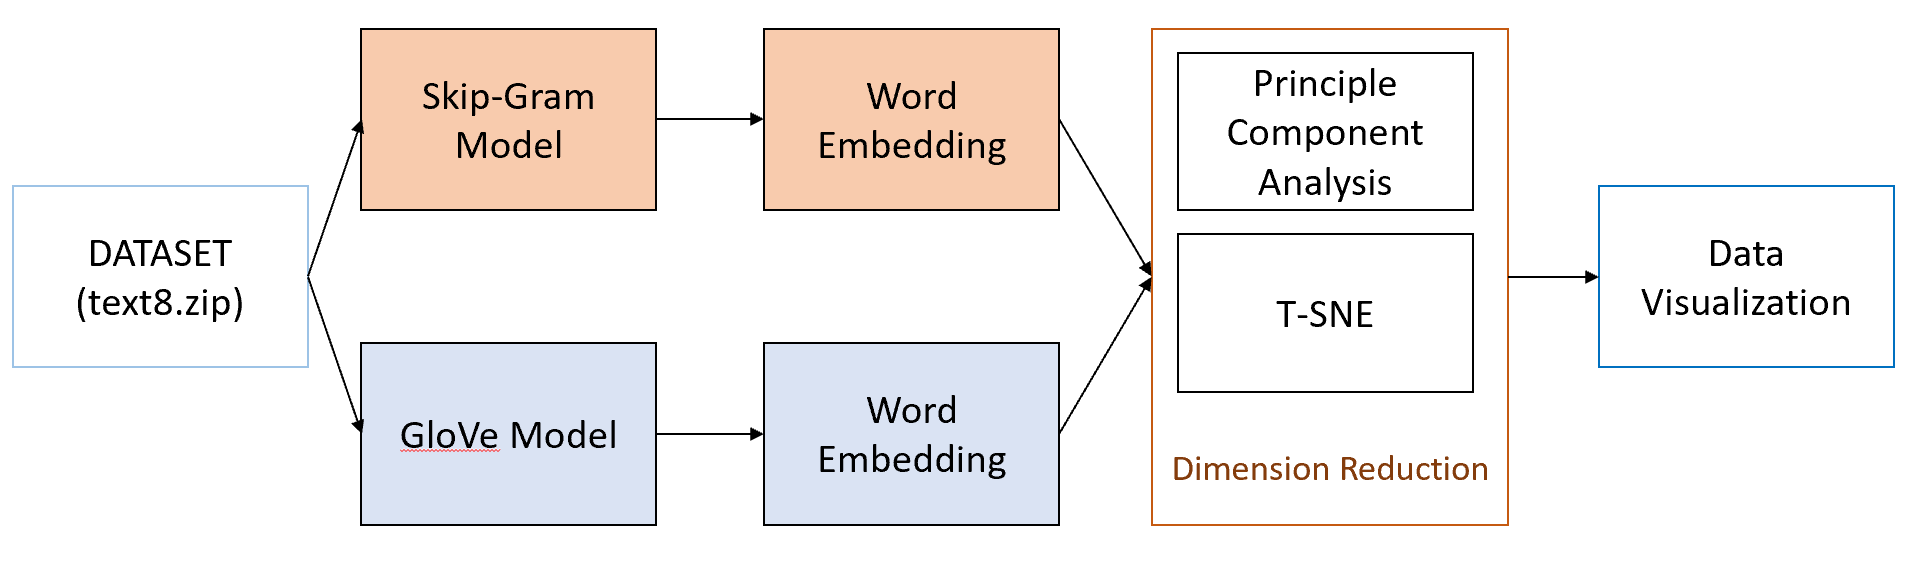 DATASET
(text8.zip)
Skip-Gram
Model
Word
Embedding
GloVe Model
Word
Embedding
Principle
Component
Analysis
T-SNE
Dimension Reduction
Data
Visualization